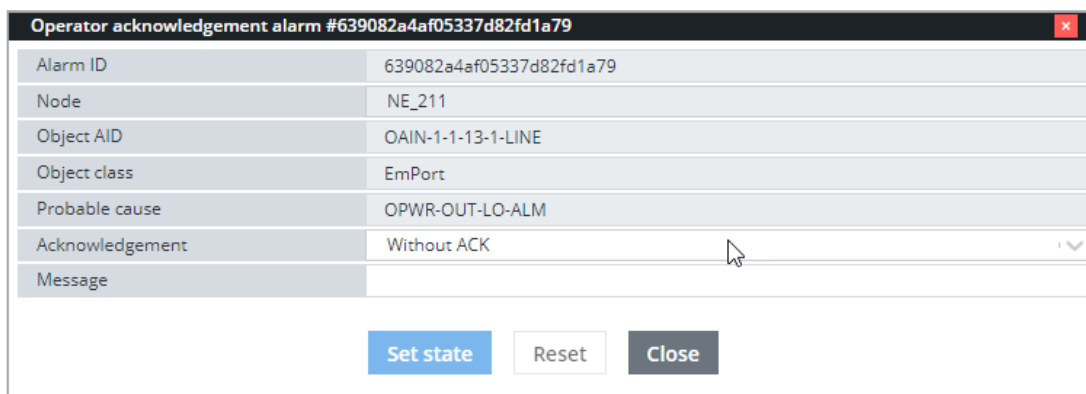 Operator acknowledgement alarm #639082a4af05337d82fd1a79
Alarm ID 639082a4af05337d82fd1a79
Node NE_211
Object AID OAIN-1-1-13-1-LINE
Object class EmPort
Probable cause OPWR-OUT-LO-ALM
Acknowledgement Without ACK
Message
Set state Reset Close